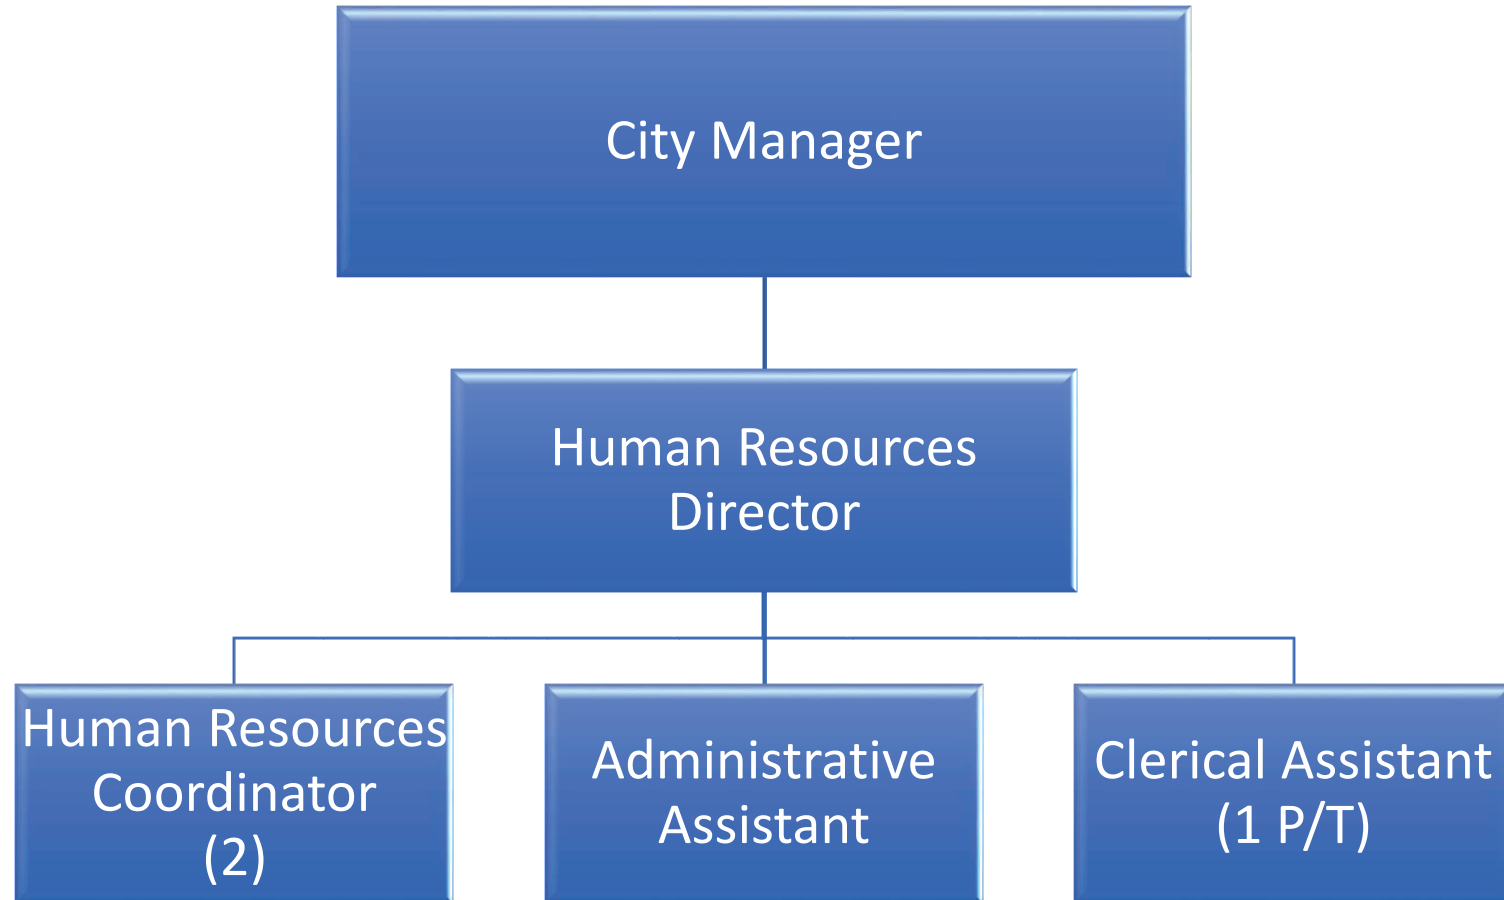 City Manager
Human Resources
Director
Human Resources
Coordinator
(2)
Administrative
Assistant
Clerical Assistant
(1 P/T)